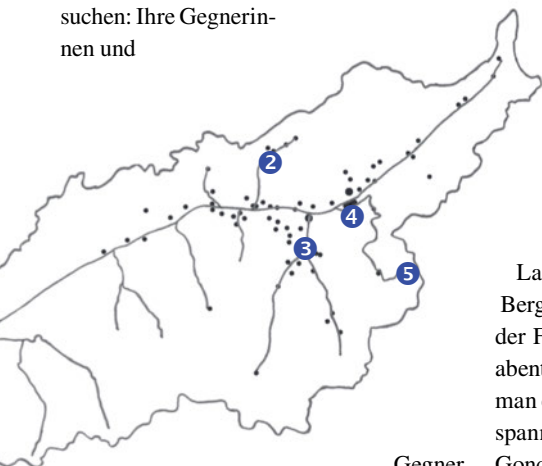 suchen: Ihre Gegnerin-
nen und
2
4
3
5
La
Berg
der F
abent
man
spann
Gegner
Gond